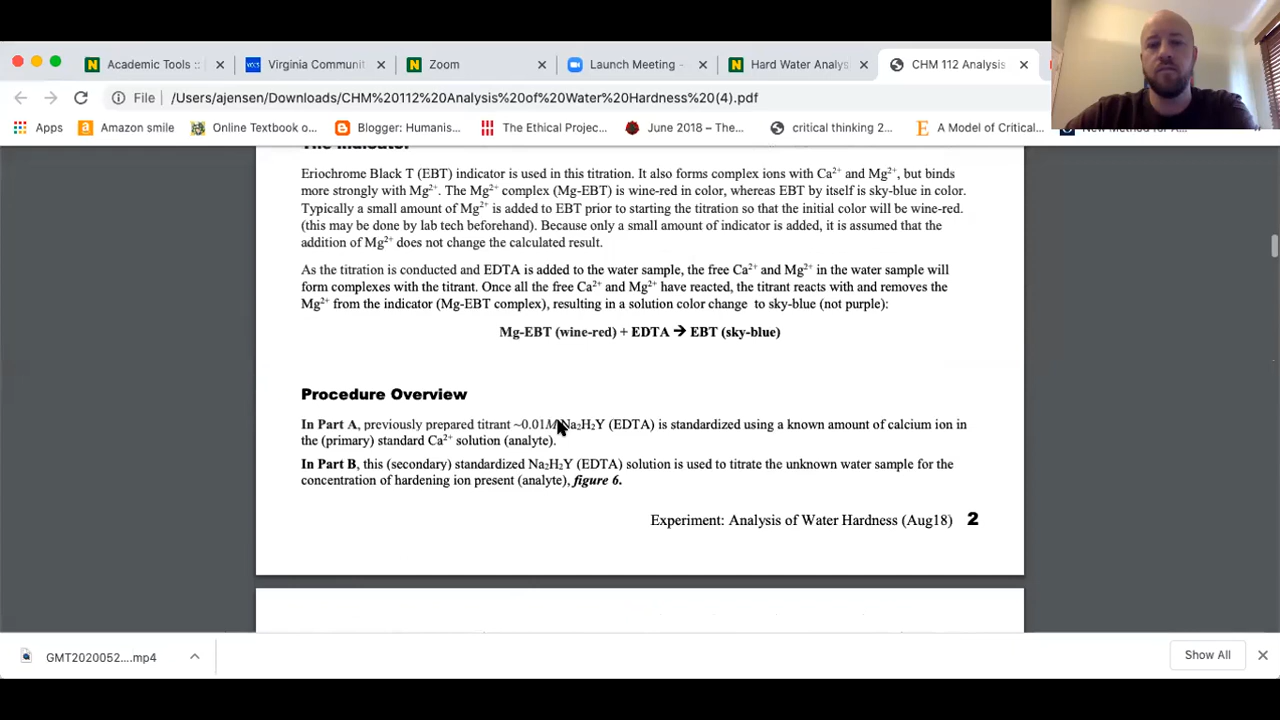 Academic Tools ::
Virginia Communi
Zoom
Launch Meeting -
Hard Water Analys
CHM 112 Analysis
File /Users/ajensen/Downloads/CHM%20112%20Analysis%20of%20Water%20Hardness%20(4).pdf
Apps
Amazon smile
Online Textbook o...
Blogger: Humanis...
The Ethical Projec...
June 2018 – The...
critical thinking 2...
A Model of Critical...
New Method for A...
The Indicator
Eriochrome Black T (EBT) indicator is used in this titration. It also forms complex ions with Ca²⁺ and Mg²⁺, but binds
more strongly with Mg²⁺. The Mg²⁺ complex (Mg-EBT) is wine-red in color, whereas EBT by itself is sky-blue in color.
Typically a small amount of Mg²⁺ is added to EBT prior to starting the titration so that the initial color will be wine-red.
(this may be done by lab tech beforehand). Because only a small amount of indicator is added, it is assumed that the
addition of Mg²⁺ does not change the calculated result.
As the titration is conducted and EDTA is added to the water sample, the free Ca²⁺ and Mg²⁺ in the water sample will
form complexes with the titrant. Once all the free Ca²⁺ and Mg²⁺ have reacted, the titrant reacts with and removes the
Mg²⁺ from the indicator (Mg-EBT complex), resulting in a solution color change to sky-blue (not purple):
Mg-EBT (wine-red) + EDTA → EBT (sky-blue)
Procedure Overview
In Part A, previously prepared titrant ~0.01M Na₂H₂Y (EDTA) is standardized using a known amount of calcium ion in
the (primary) standard Ca²⁺ solution (analyte).
In Part B, this (secondary) standardized Na₂H₂Y (EDTA) solution is used to titrate the unknown water sample for the
concentration of hardening ion present (analyte), figure 6.
Experiment: Analysis of Water Hardness (Aug18) 2
GMT2020052....mp4
Show All